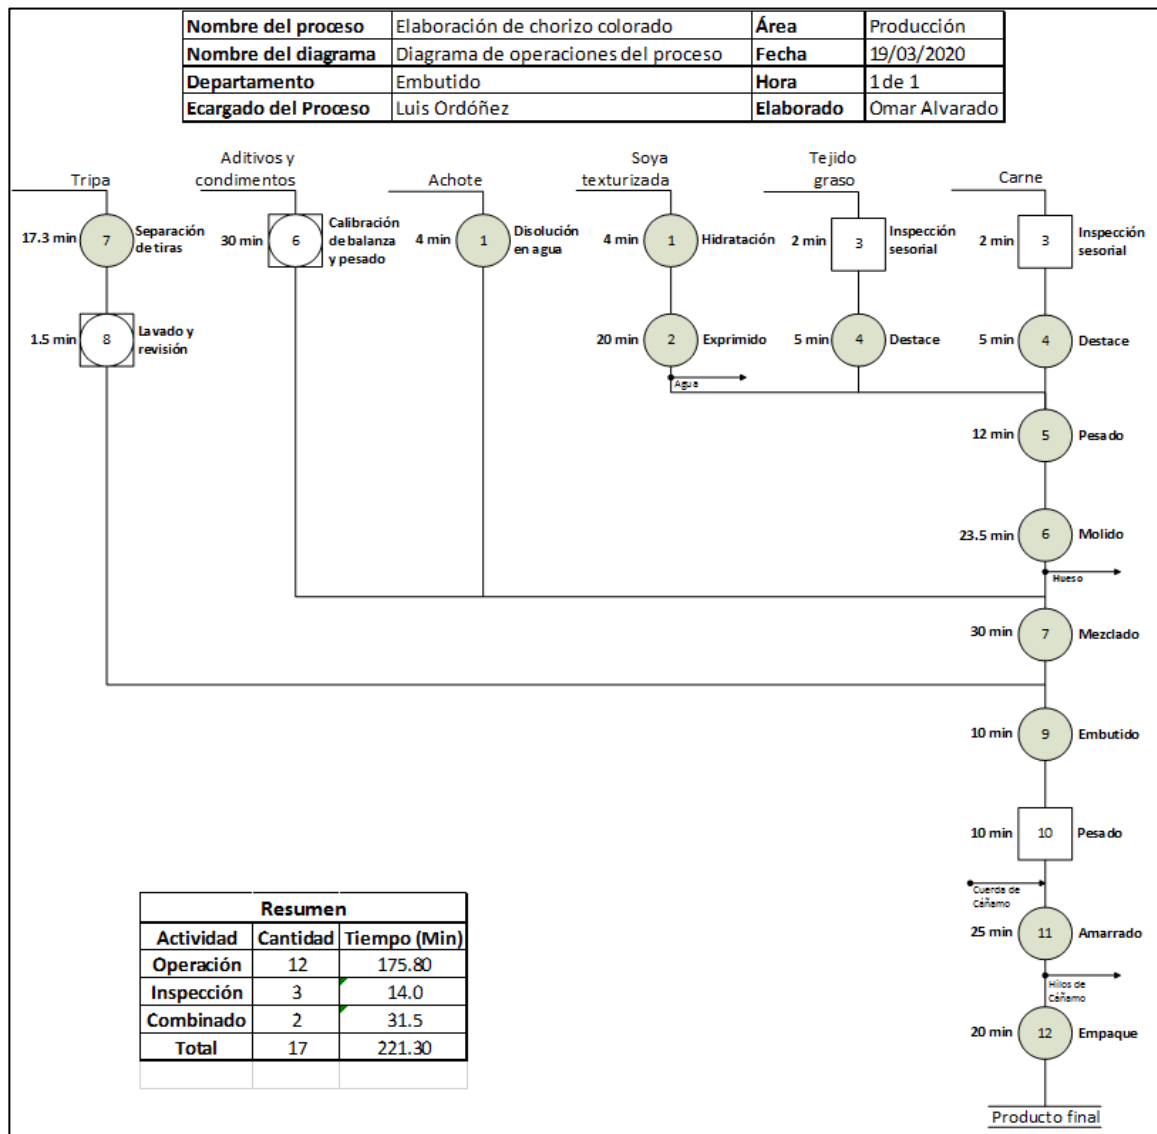 Nombre del proceso Elaboración de chorizo colorado Área Producción
Nombre del diagrama Diagrama de operaciones del proceso Fecha 19/03/2020
Departamento Embutido Hora 1 de 1
Ecargado del Proceso Luis Ordóñez Elaborado Omar Alvarado
Tripa
Aditivos y
condimentos
Achote
Soya
texturizada
Tejido
graso
Carne
17.3 min 7 Separación
de tiras
30 min 6 Calibración
de balanza
y pesado
4 min 1 Disolución
en agua
4 min 1 Hidratación
2 min 3 Inspección
sesorial
2 min 3 Inspección
sesorial
1.5 min 8 Lavado y
revisión
20 min 2 Exprimido
5 min 4 Destace
5 min 4 Destace
Agua
12 min 5 Pesado
23.5 min 6 Molido
Hueso
30 min 7 Mezclado
10 min 9 Embutido
10 min 10 Pesado
Cuerda de
Cáñamo
25 min 11 Amarrado
Hilos de
Cáñamo
20 min 12 Empaque
Producto final
Resumen
Actividad Cantidad Tiempo (Min)
Operación 12 175.80
Inspección 3 14.0
Combinado 2 31.5
Total 17 221.30